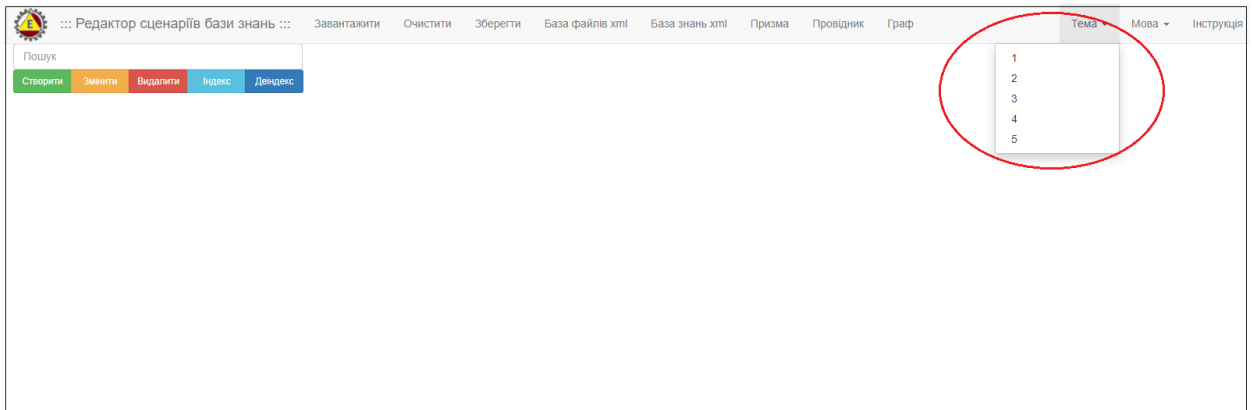 Е ::: Редактор сценаріїв бази знань ::: Завантажити Очистити Зберегти База файлів xml База знань xml Призма Провідник Граф Тема Мова Інструкція
Пошук
Створити Змінити Видалити Індекс Деіндекс
1
2
3
4
5